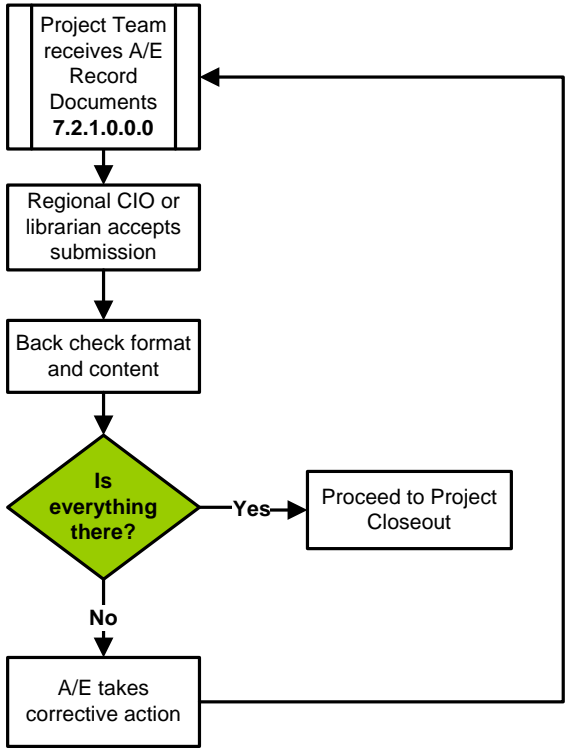 Project Team
receives A/E
Record
Documents
7.2.1.0.0.0
Regional CIO or
librarian accepts
submission
Back check format
and content
Is
everything
there?
Yes
Proceed to Project
Closeout
No
A/E takes
corrective action